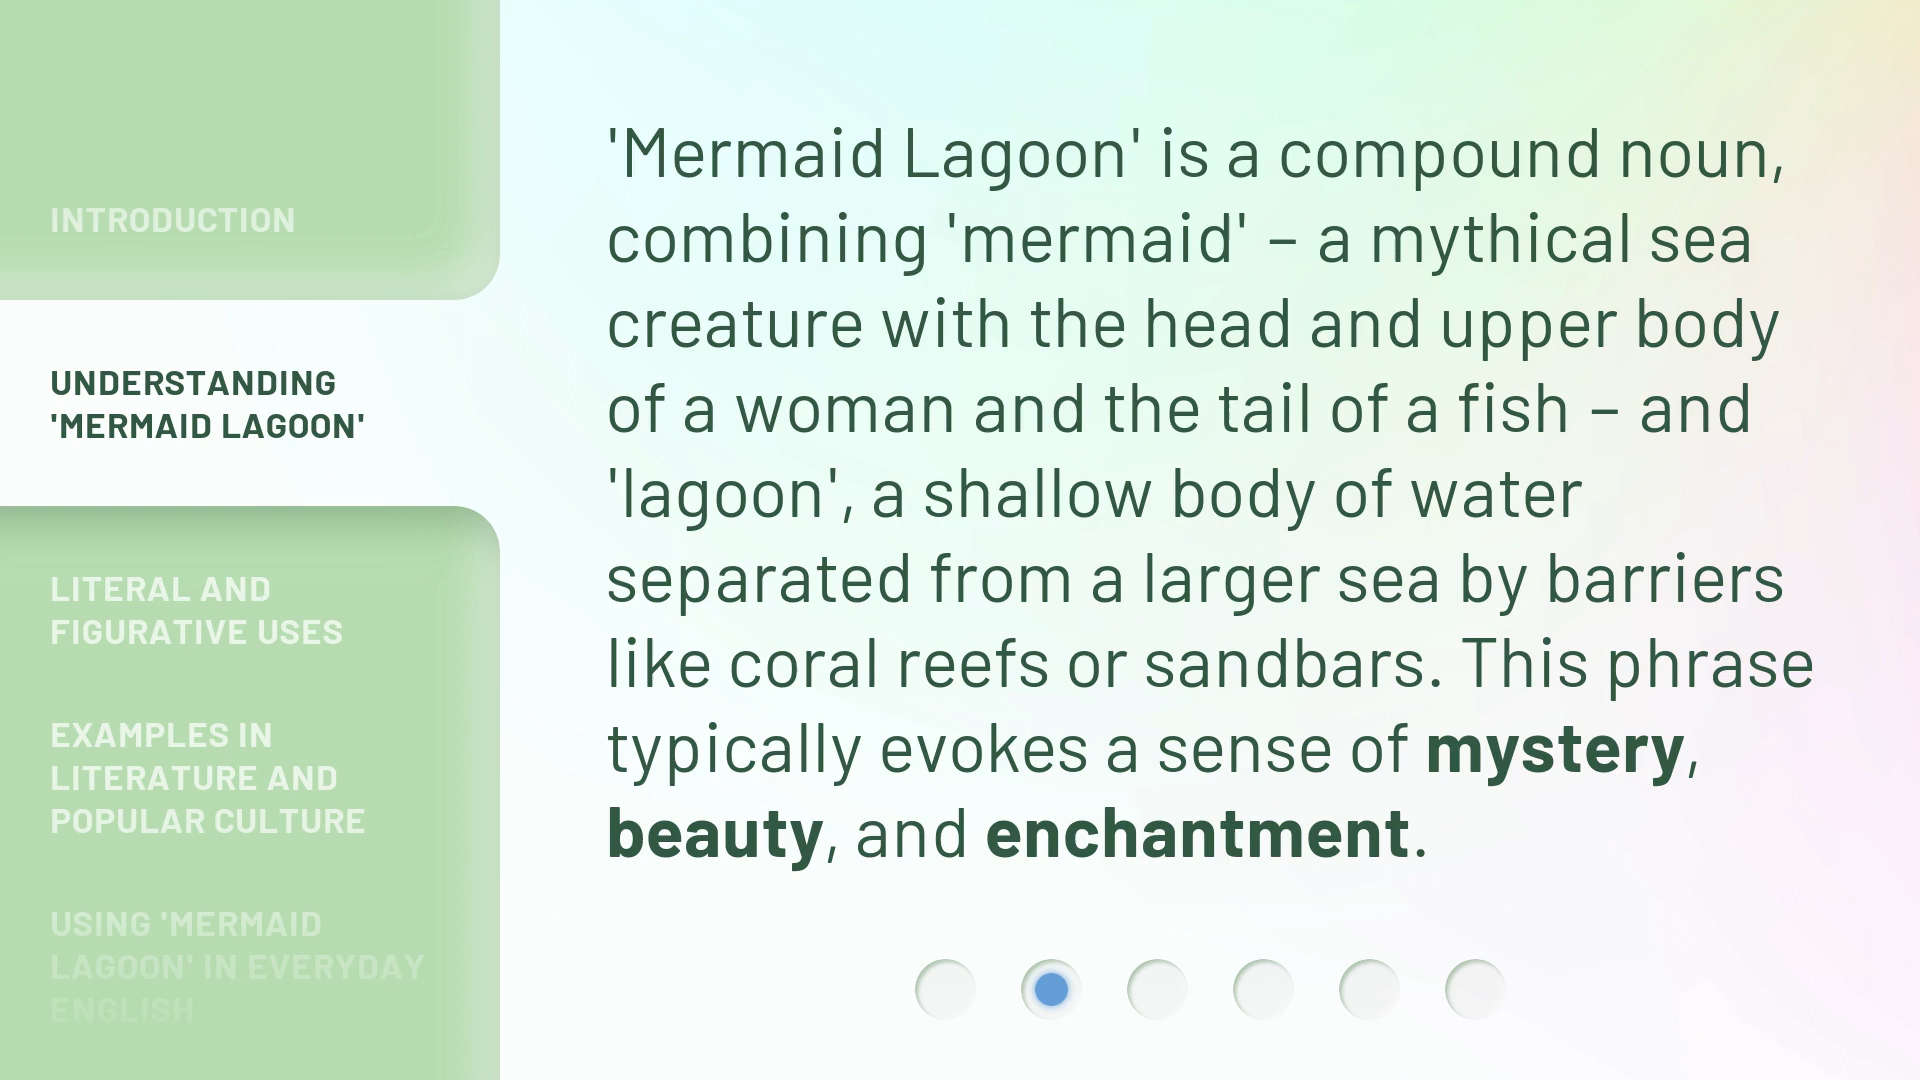 INTRODUCTION
UNDERSTANDING
'MERMAID LAGOON'
LITERAL AND
FIGURATIVE USES
EXAMPLES IN
LITERATURE AND
POPULAR CULTURE
USING 'MERMAID
LAGOON' IN EVERYDAY
ENGLISH
'Mermaid Lagoon' is a compound noun,
combining 'mermaid' – a mythical sea
creature with the head and upper body
of a woman and the tail of a fish – and
'lagoon', a shallow body of water
separated from a larger sea by barriers
like coral reefs or sandbars. This phrase
typically evokes a sense of mystery,
beauty, and enchantment.